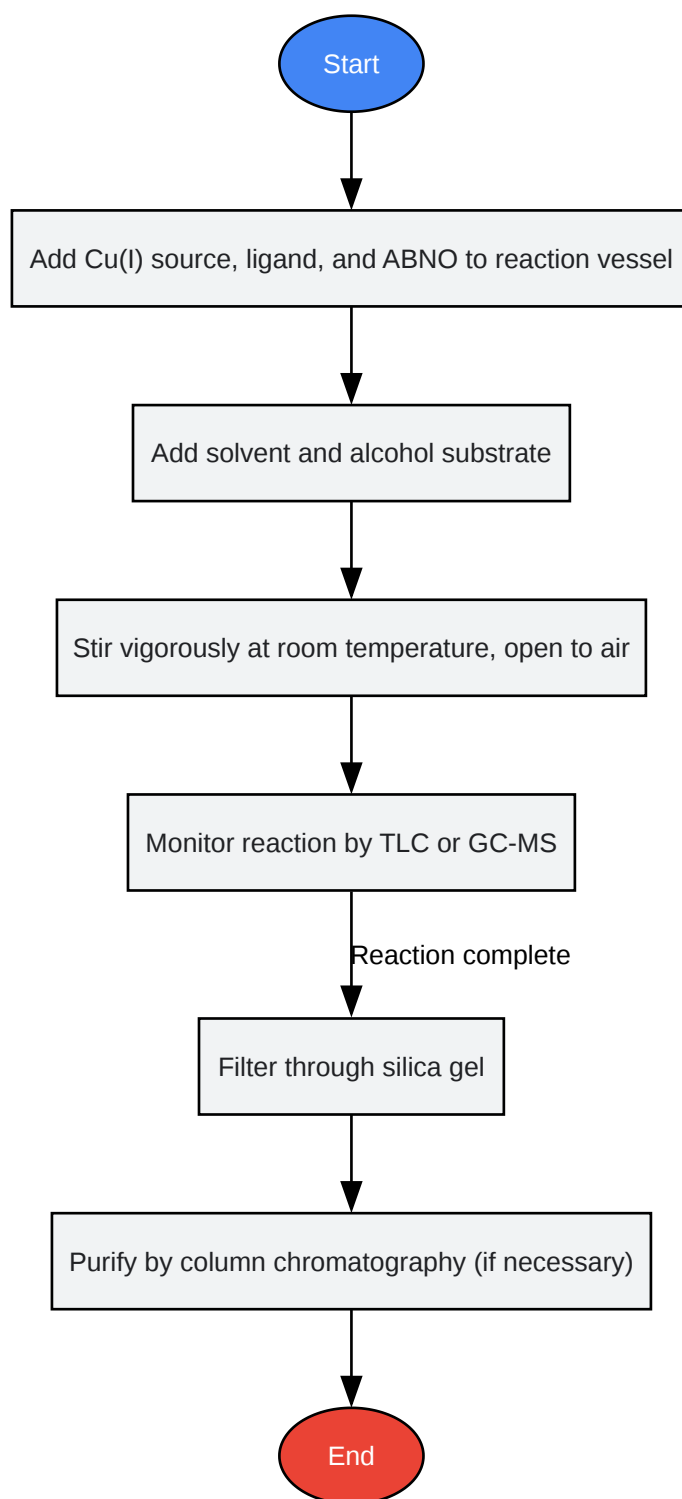 Start
Add Cu(I) source, ligand, and ABNO to reaction vessel
Add solvent and alcohol substrate
Stir vigorously at room temperature, open to air
Monitor reaction by TLC or GC-MS
Reaction complete
Filter through silica gel
Purify by column chromatography (if necessary)
End